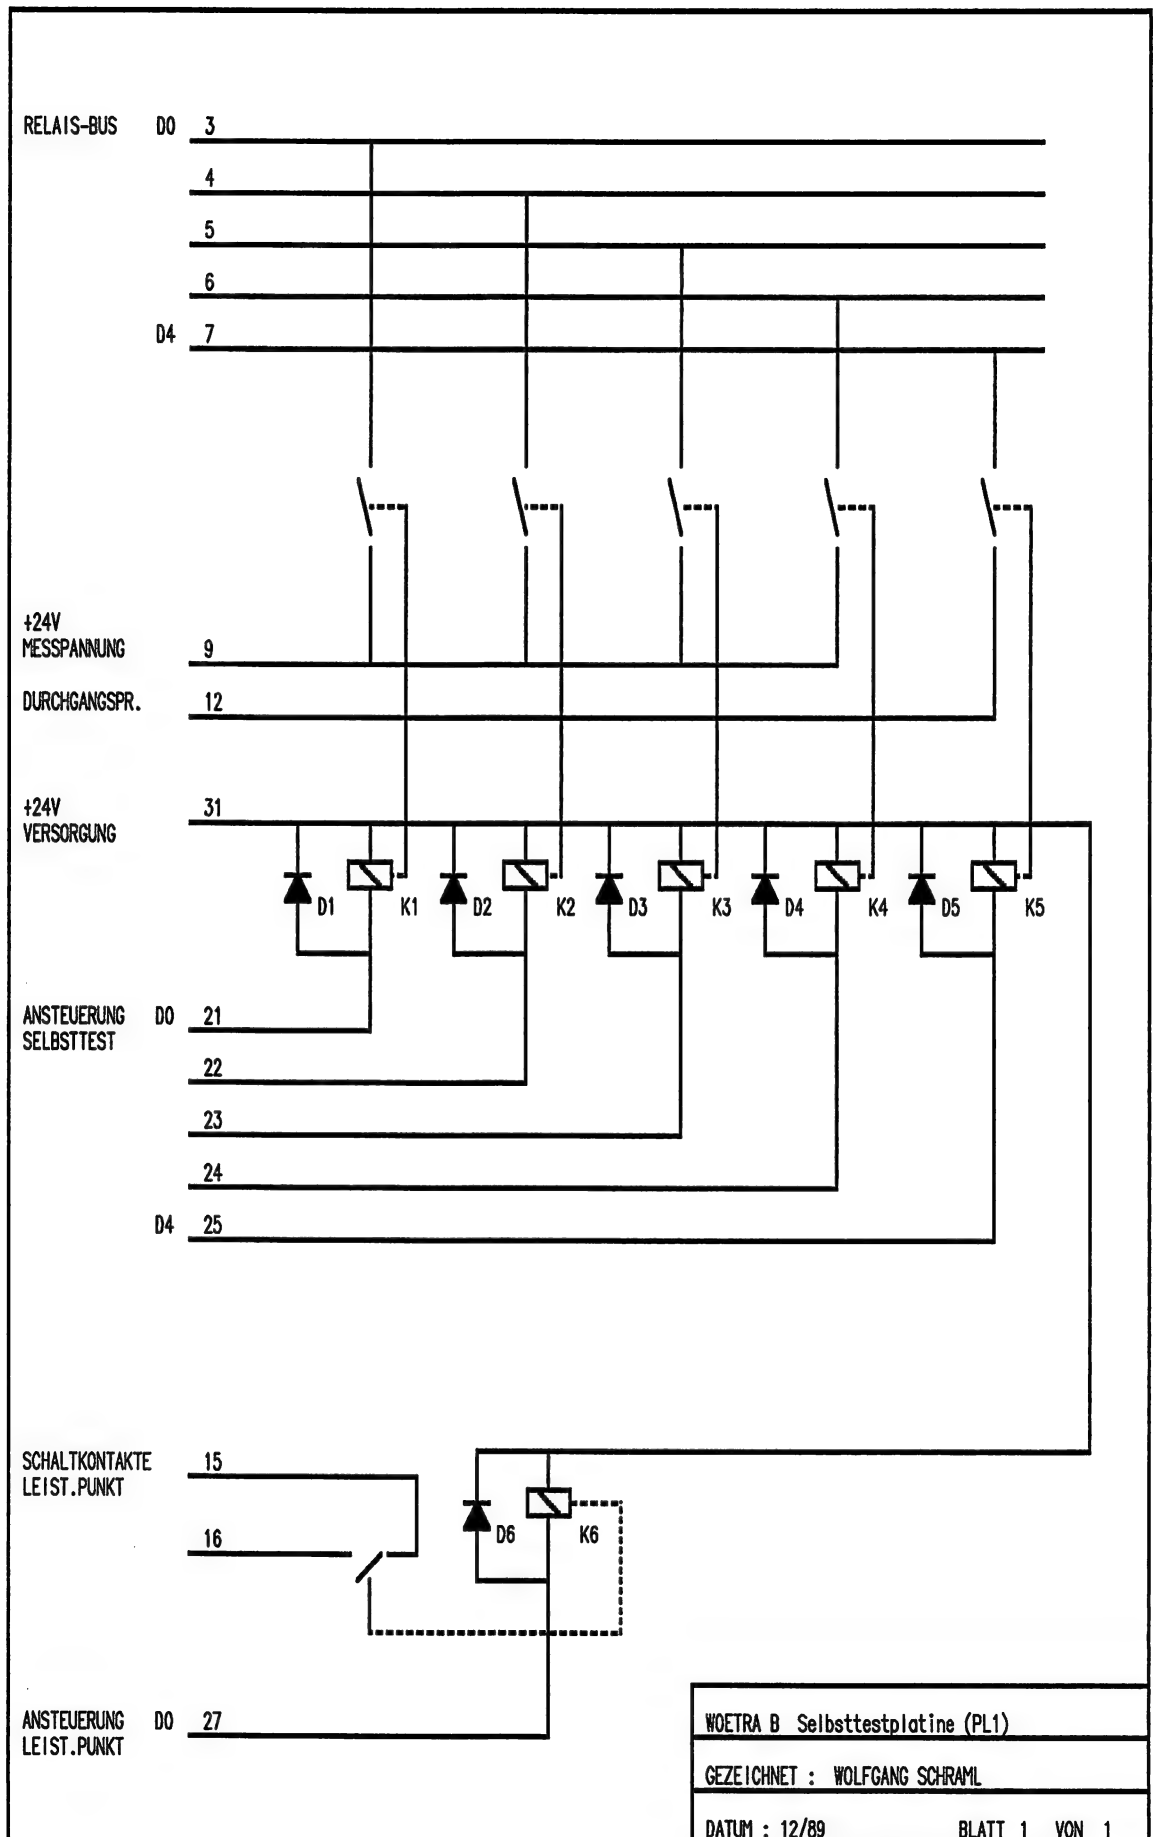 RELAIS-BUS D0 3
4
5
6
D4 7
+24V
MESSPANNUNG 9
DURCHGANGSPR. 12
+24V 31
VERSORGUNG
D1 K1 D2 K2 D3 K3 D4 K4 D5 K5
ANSTEUERUNG D0 21
SELBSTTEST
22
23
24
D4 25
SCHALTKONTAKTE 15
LEIST.PUNKT
16
D6 K6
ANSTEUERUNG D0 27
LEIST.PUNKT
WOETRA B Selbsttestplatine (PL1)
GEZEICHNET : WOLFGANG SCHRAML
DATUM : 12/89 BLATT 1 VON 1